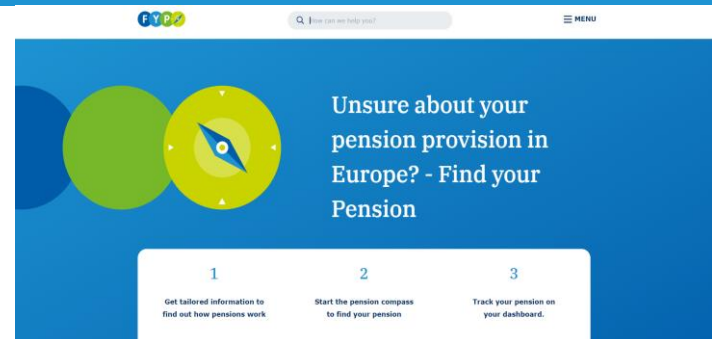 FYP
How can we help you?
MENU
Unsure about your
pension provision in
Europe? - Find your
Pension
1
Get tailored information to
find out how pensions work
2
Start the pension compass
to find your pension
3
Track your pension on
your dashboard.